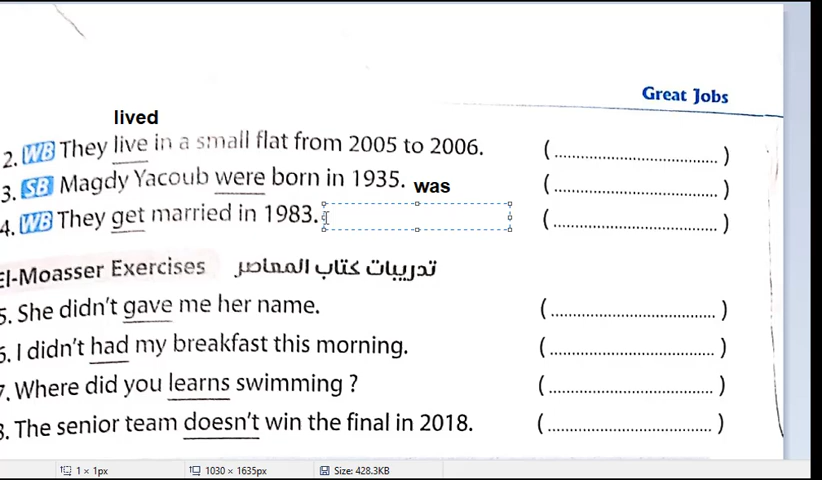 Great Jobs
lived
2. WB They live in a small flat from 2005 to 2006. (........................................)
3. SB Magdy Yacoub were born in 1935. was (........................................)
4. WB They get married in 1983. (........................................)
El-Moasser Exercises تدريبات كتاب المعاصر
5. She didn't gave me her name. (........................................)
6. I didn't had my breakfast this morning. (........................................)
7. Where did you learns swimming ? (........................................)
8. The senior team doesn't win the final in 2018. (........................................)
1 × 1px 1030 × 1635px Size: 428.3KB